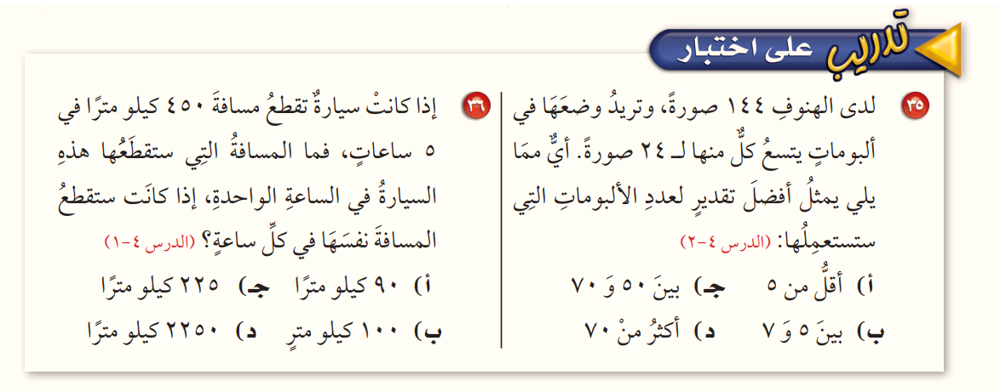 تدريب على اختبار
٣٥ لدى الهنوفِ ١٤٤ صورةً، وتريدُ وضعَهَا في
ألبوماتٍ يتسعُ كلٌّ منها لـ ٢٤ صورةً. أيٌّ ممَا
يلي يمثلُ أفضلَ تقديرٍ لعددِ الألبوماتِ التِي
ستستعمِلُها: (الدرس ٤-٢)
أ) أقلُّ من ٥ جـ) بينَ ٥٠ وَ ٧٠
ب) بينَ ٥ وَ ٧ د) أكثرُ منْ ٧٠
٣٦ إذا كانتْ سيارةٌ تقطعُ مسافةَ ٤٥٠ كيلو مترًا في
٥ ساعاتٍ، فما المسافةُ التِي ستقطَعُها هذهِ
السيارةُ في الساعةِ الواحدةِ، إذا كانَت ستقطعُ
المسافةَ نفسَهَا في كلِّ ساعةٍ؟ (الدرس ٤-١)
أ) ٩٠ كيلو مترًا جـ) ٢٢٥ كيلو مترًا
ب) ١٠٠ كيلو مترٍ د) ٢٢٥٠ كيلو مترًا